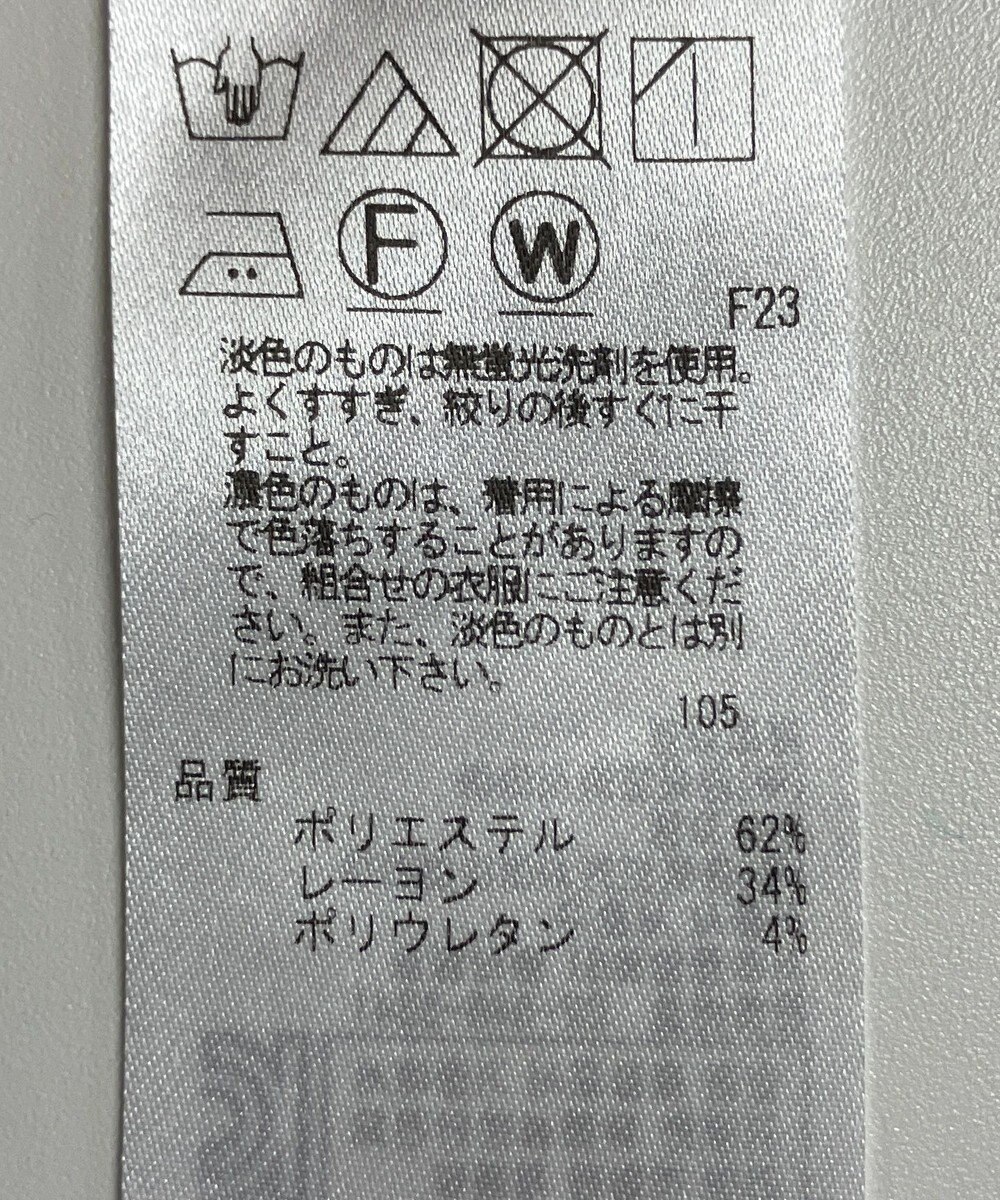 F W
F23
淡色のものは無蛍光洗剤を使用。
よくすすぎ、絞りの後すぐに干
すこと。
濃色のものは、着用による摩擦
で色落ちすることがありますの
で、組合せの衣服にご注意くだ
さい。また、淡色のものとは別
にお洗い下さい。
105
品質
ポリエステル 62%
レーヨン 34%
ポリウレタン 4%